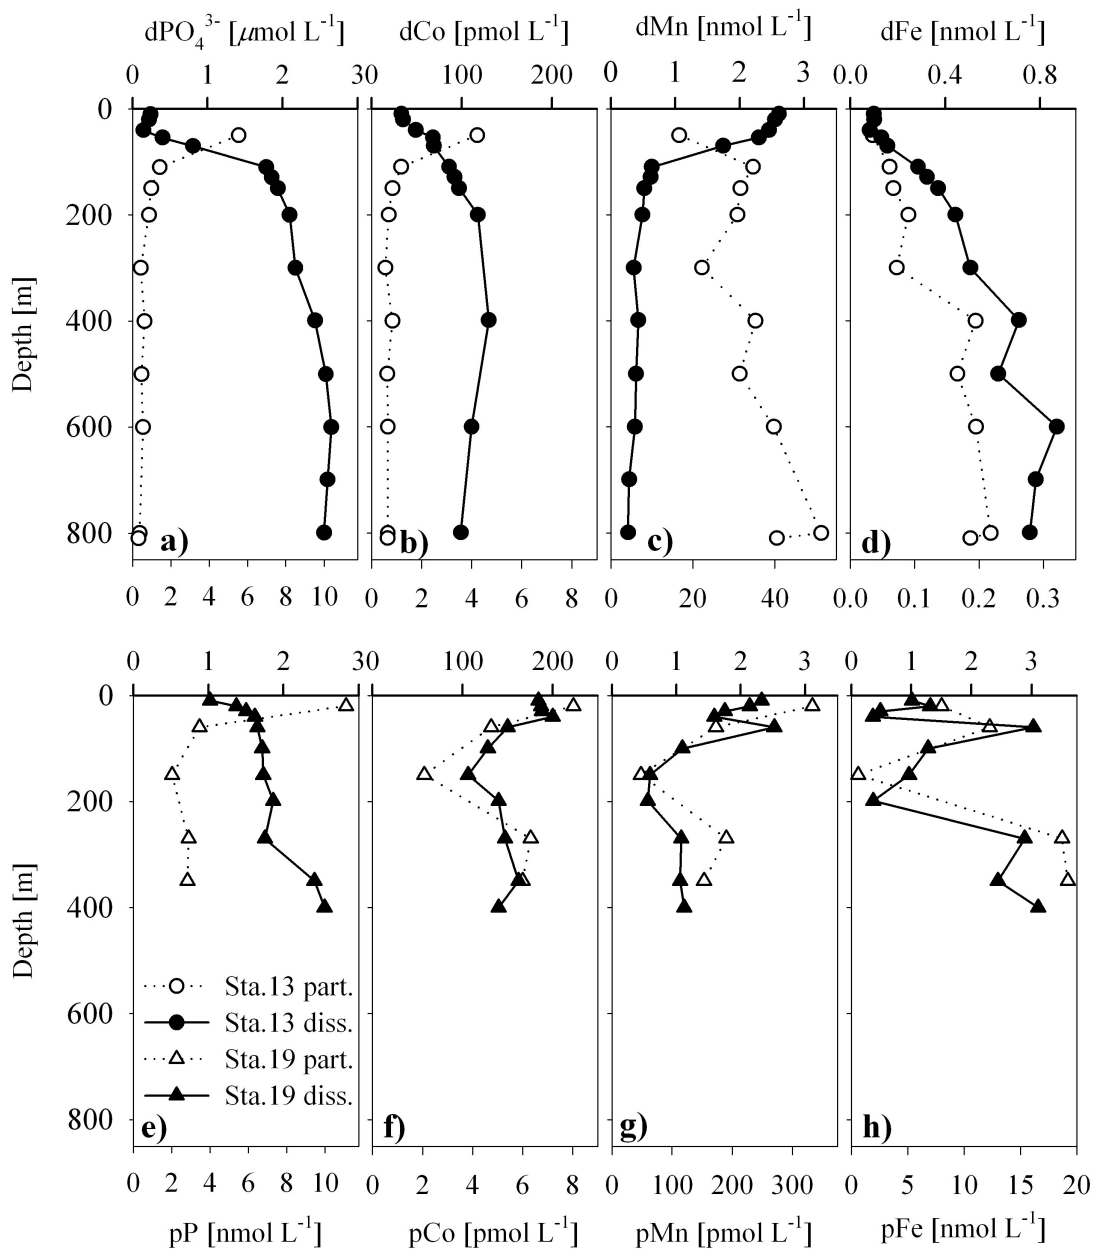 dPO₄³⁻ [μmol L⁻¹] dCo [pmol L⁻¹] dMn [nmol L⁻¹] dFe [nmol L⁻¹]
0 1 2 30 100 200 0 1 2 3 0.0 0.4 0.8
0
200
400
600
800
Depth [m]
a) b) c) d)
0 2 4 6 8 10 0 2 4 6 8 0 20 40 0.0 0.1 0.2 0.3
0 1 2 30 100 200 0 1 2 3 0 1 2 3
0
200
400
600
800
Depth [m]
Sta.13 part.
Sta.13 diss.
Sta.19 part.
Sta.19 diss.
e) f) g) h)
0 2 4 6 8 10 0 2 4 6 8 0 100 200 300 0 5 10 15 20
pP [nmol L⁻¹] pCo [pmol L⁻¹] pMn [pmol L⁻¹] pFe [nmol L⁻¹]